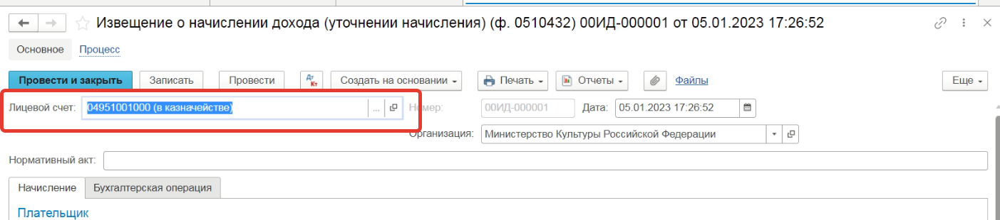 Извещение о начислении дохода (уточнении начисления) (ф. 0510432) 00ИД-000001 от 05.01.2023 17:26:52
Основное Процесс
Провести и закрыть Записать Провести Дт Кт Создать на основании Печать Отчеты Файлы Еще
Лицевой счет: 04951001000 (в казначействе) ... Номер: 00ИД-000001 Дата: 05.01.2023 17:26:52
Организация: Министерство Культуры Российской Федерации
Нормативный акт:
Начисление Бухгалтерская операция
Плательщик